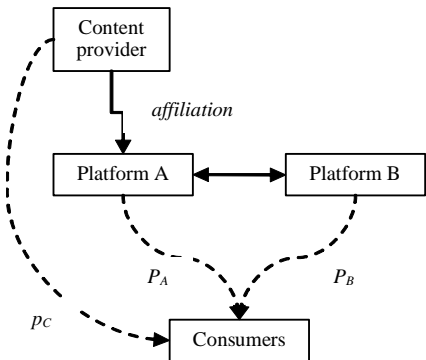 Content
provider
affiliation
Platform A
Platform B
P_A
P_B
p_C
Consumers